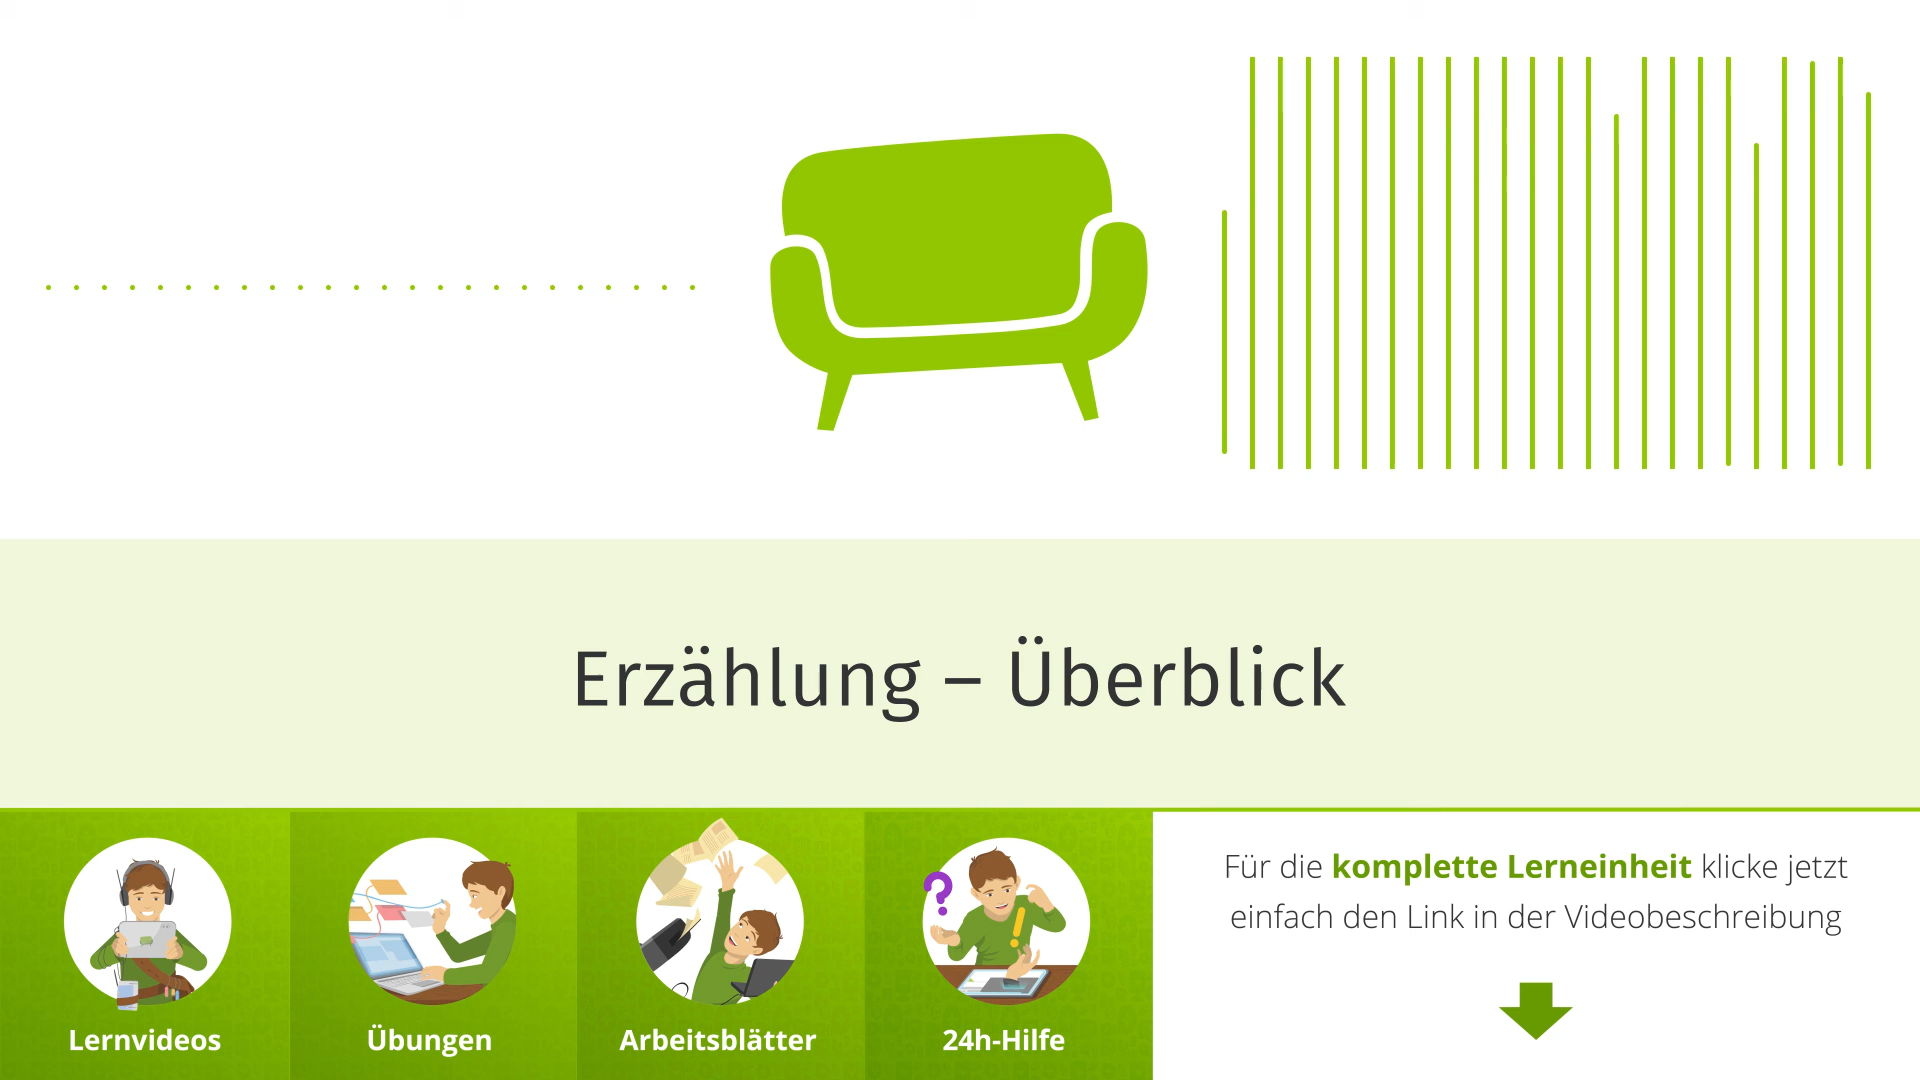 Erzählung – Überblick
Lernvideos
Übungen
Arbeitsblätter
24h-Hilfe
Für die komplette Lerneinheit klicke jetzt
einfach den Link in der Videobeschreibung